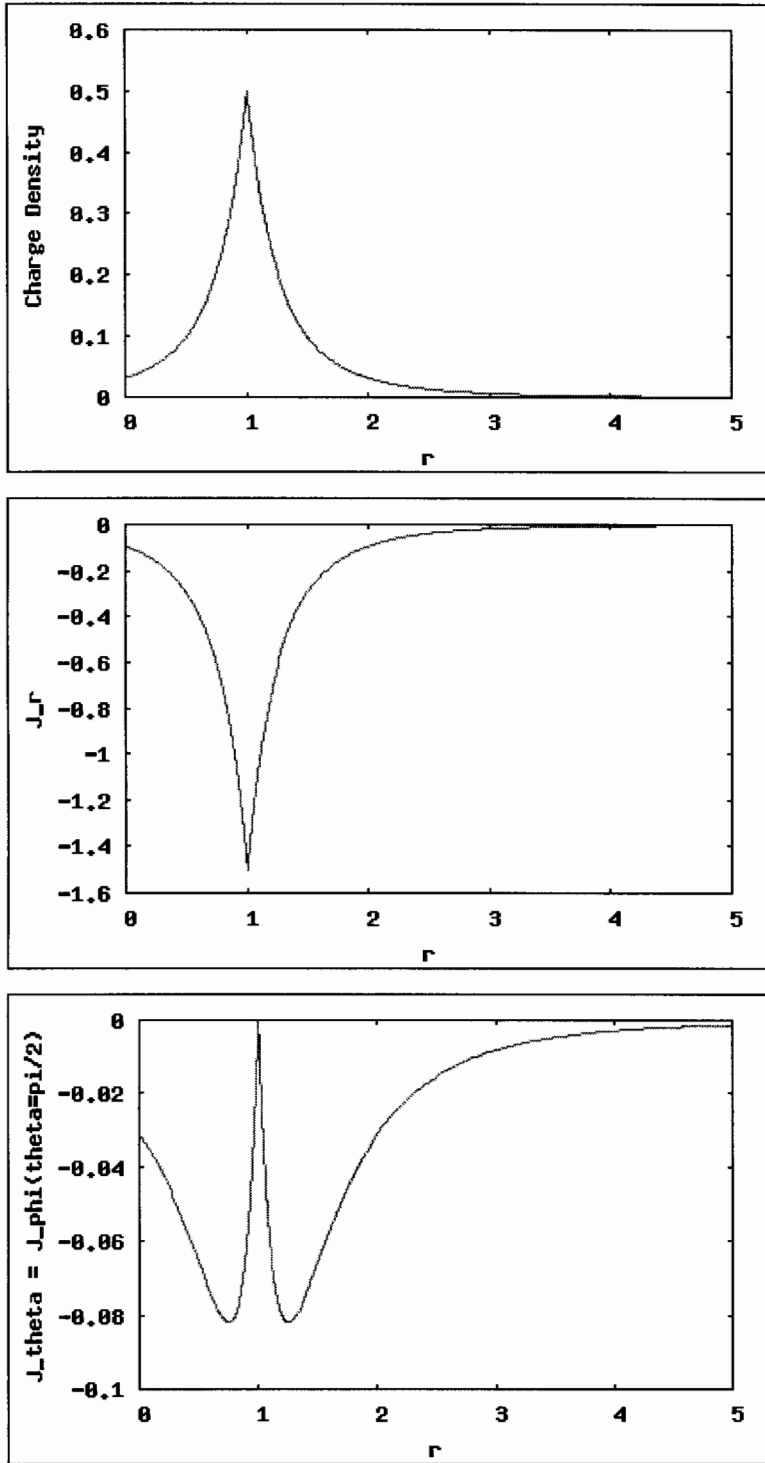 0.6
0.5
0.4
0.3
0.2
0.1
0
Charge Density
0 1 2 3 4 5
r
0
-0.2
-0.4
-0.6
-0.8
-1
-1.2
-1.4
-1.6
J_r
0 1 2 3 4 5
r
0
-0.02
-0.04
-0.06
-0.08
-0.1
J_theta = J_phi(theta=pi/2)
0 1 2 3 4 5
r